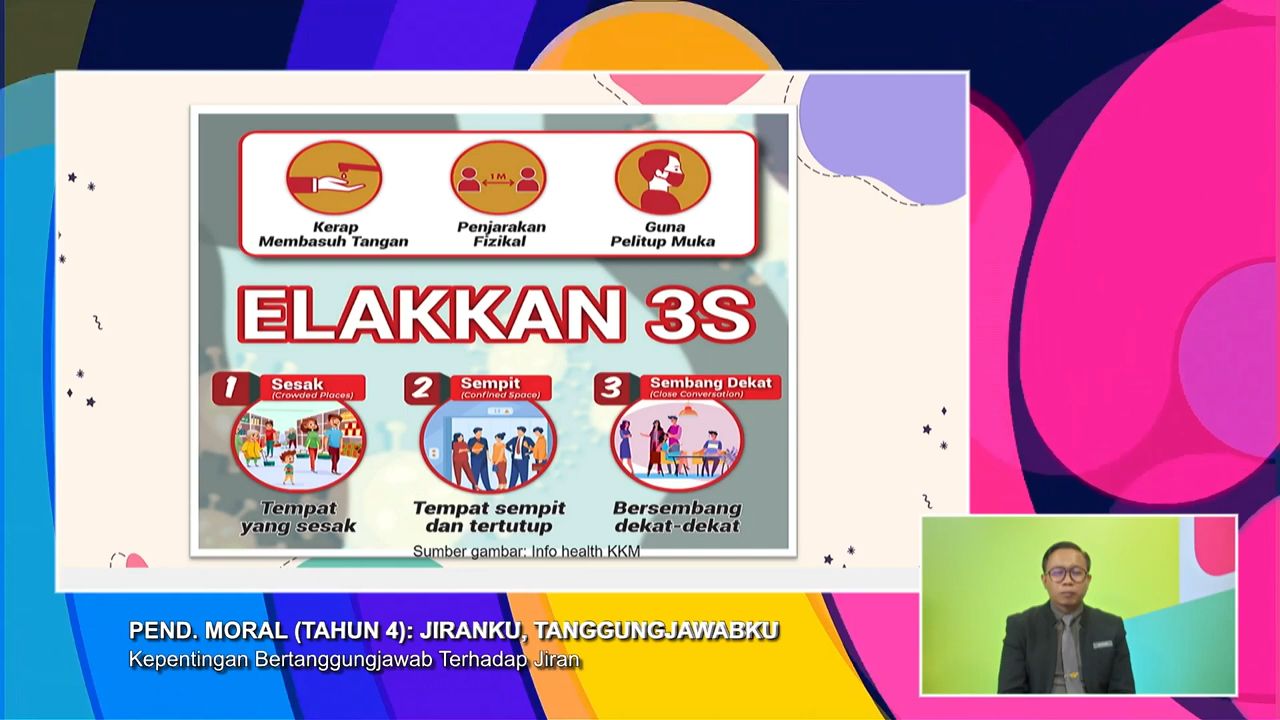 1M
Kerap
Membasuh Tangan
Penjarakan
Fizikal
Guna
Pelitup Muka
ELAKKAN 3S
1 Sesak
(Crowded Places)
2 Sempit
(Confined Space)
3 Sembang Dekat
(Close Conversation)
Tempat
yang sesak
Tempat sempit
dan tertutup
Bersembang
dekat-dekat
Sumber gambar: Info health KKM
PEND. MORAL (TAHUN 4): JIRANKU, TANGGUNGJAWABKU
Kepentingan Bertanggungjawab Terhadap Jiran